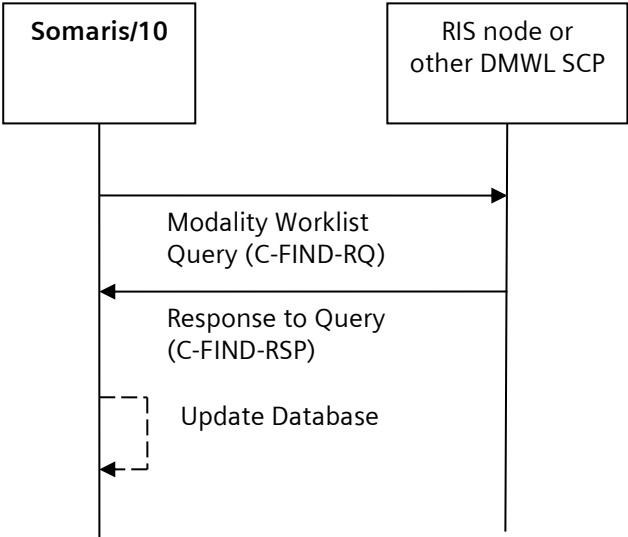 Somaris/10
RIS node or
other DMWL SCP
Modality Worklist
Query (C-FIND-RQ)
Response to Query
(C-FIND-RSP)
Update Database